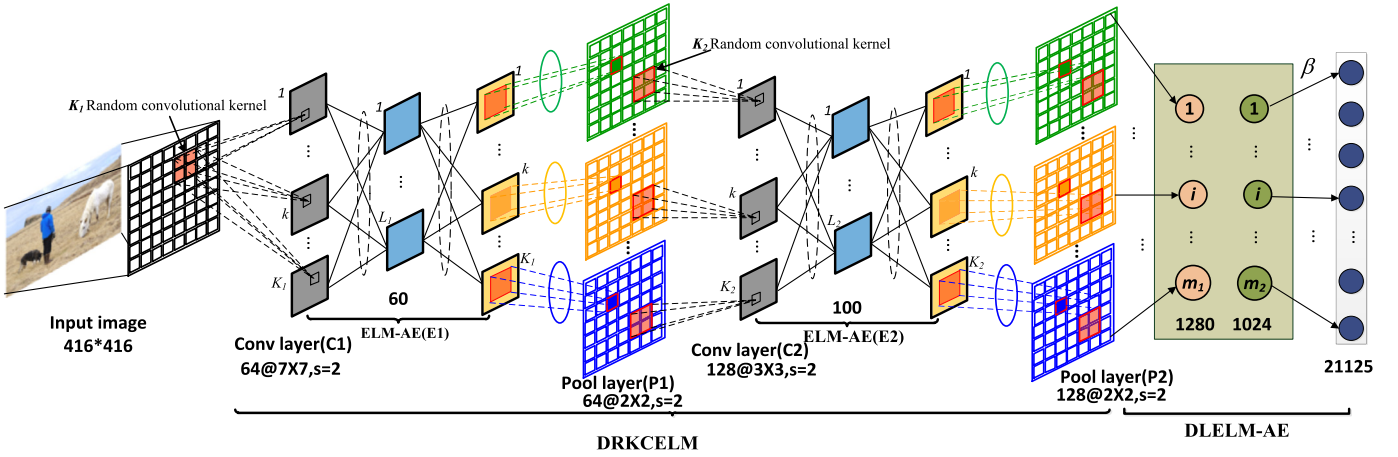 K1 Random convolutional kernel
Input image
416*416
1
⋮
k
⋮
K1
Conv layer(C1)
64@7X7,s=2
1
⋮
L1
60
ELM-AE(E1)
1
⋮
k
⋮
K1
Pool layer(P1)
64@2X2,s=2
K2 Random convolutional kernel
1
⋮
k
⋮
K2
Conv layer(C2)
128@3X3,s=2
1
⋮
L2
100
ELM-AE(E2)
1
⋮
k
⋮
K2
Pool layer(P2)
128@2X2,s=2
DRKCELM
β
1 1
i i
m1 m2
1280 1024
21125
DLELM-AE